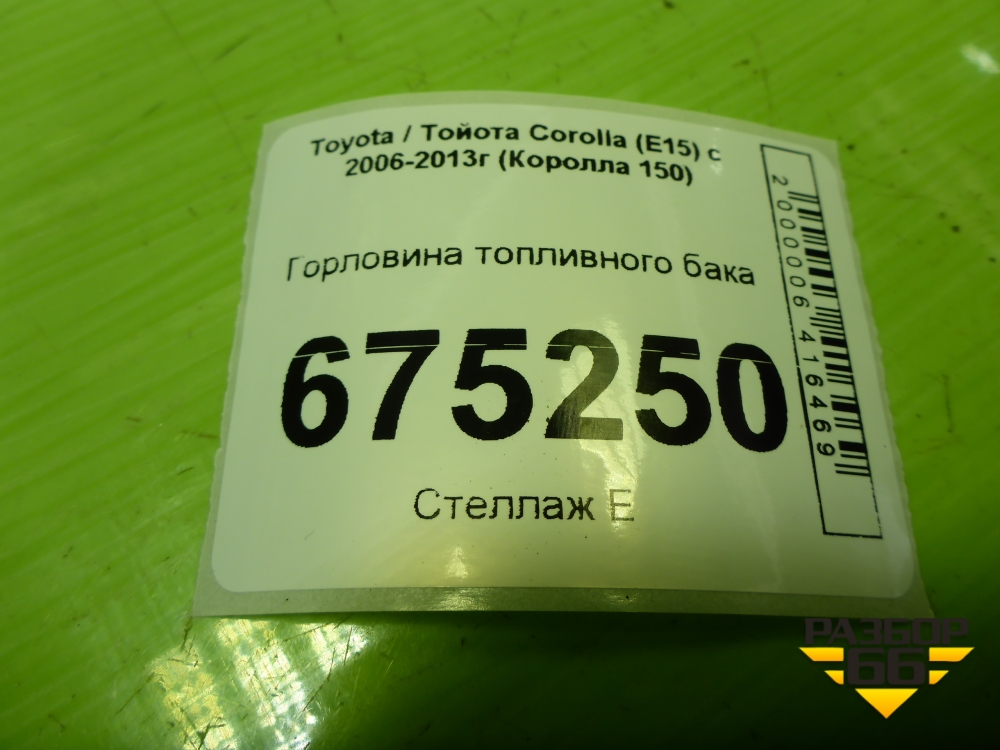 Toyota / Тойота Corolla (E15) с
2006-2013г (Королла 150)
Горловина топливного бака
675250
Стеллаж Е
2000006416469
РАЗБОР
66